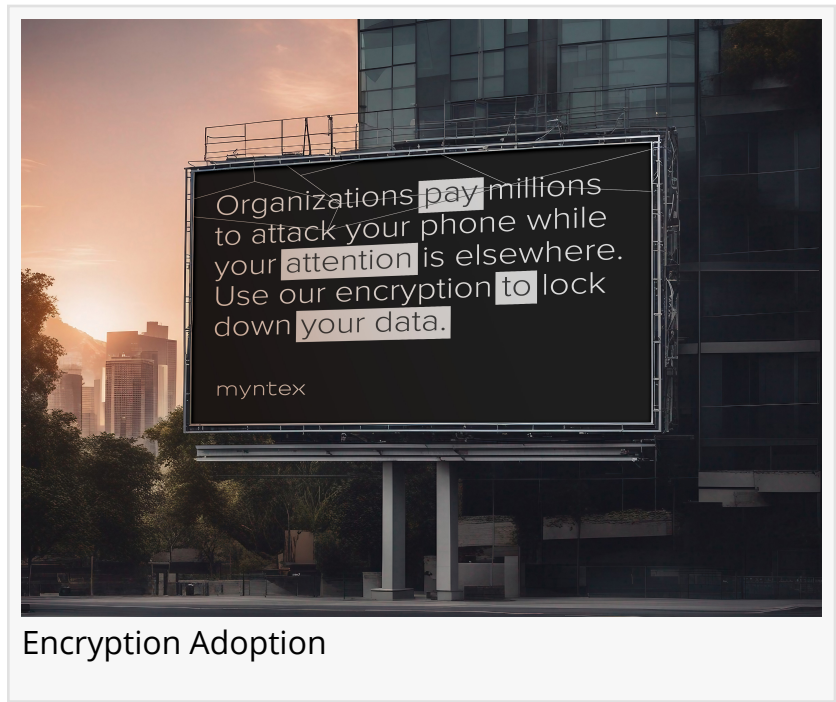 Organizations pay millions
to attack your phone while
your attention is elsewhere.
Use our encryption to lock
down your data.
myntex
Encryption Adoption